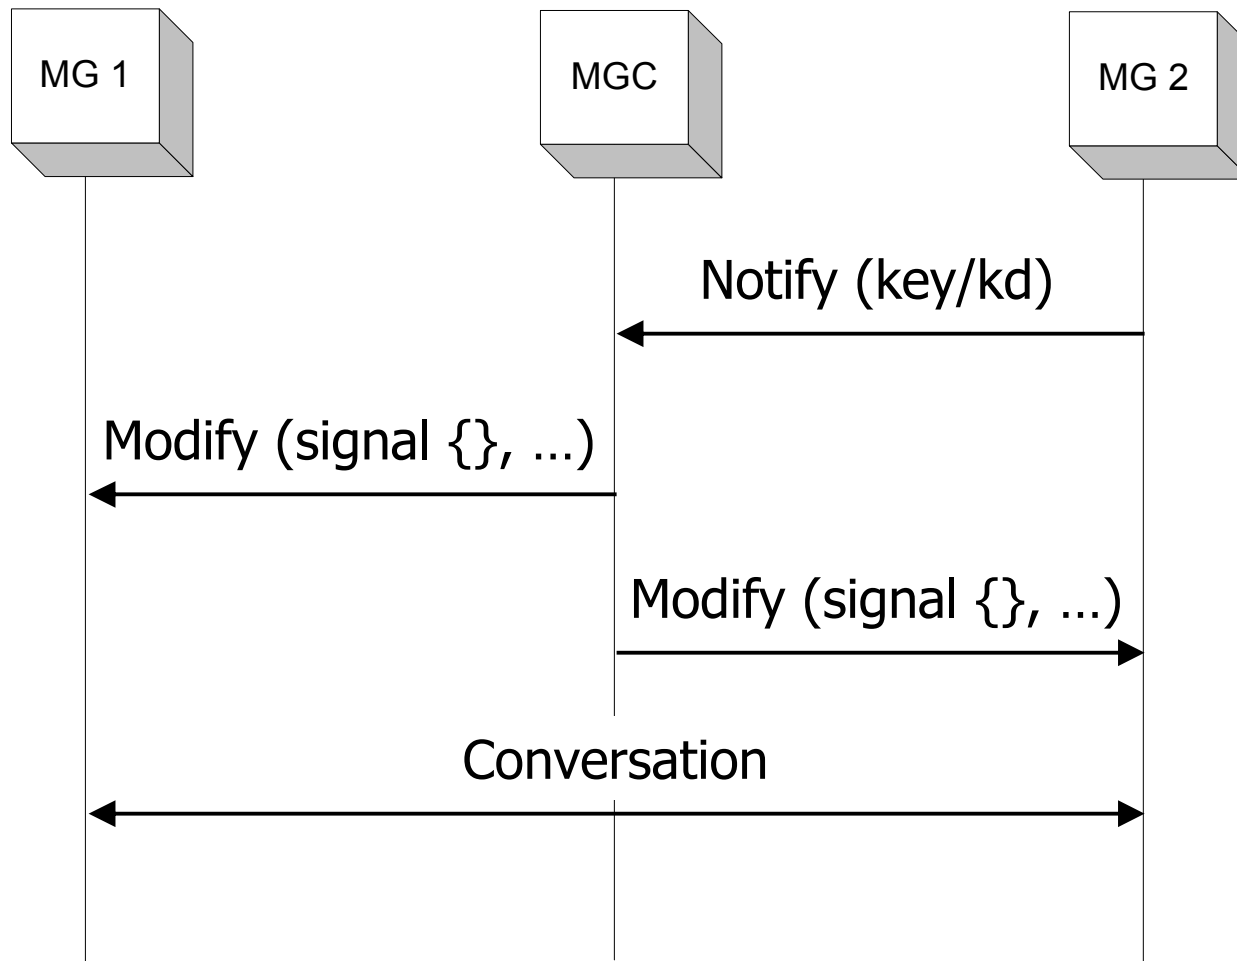 MG 1
MGC
MG 2
Notify (key/kd)
Modify (signal {}, …)
Modify (signal {}, …)
Conversation